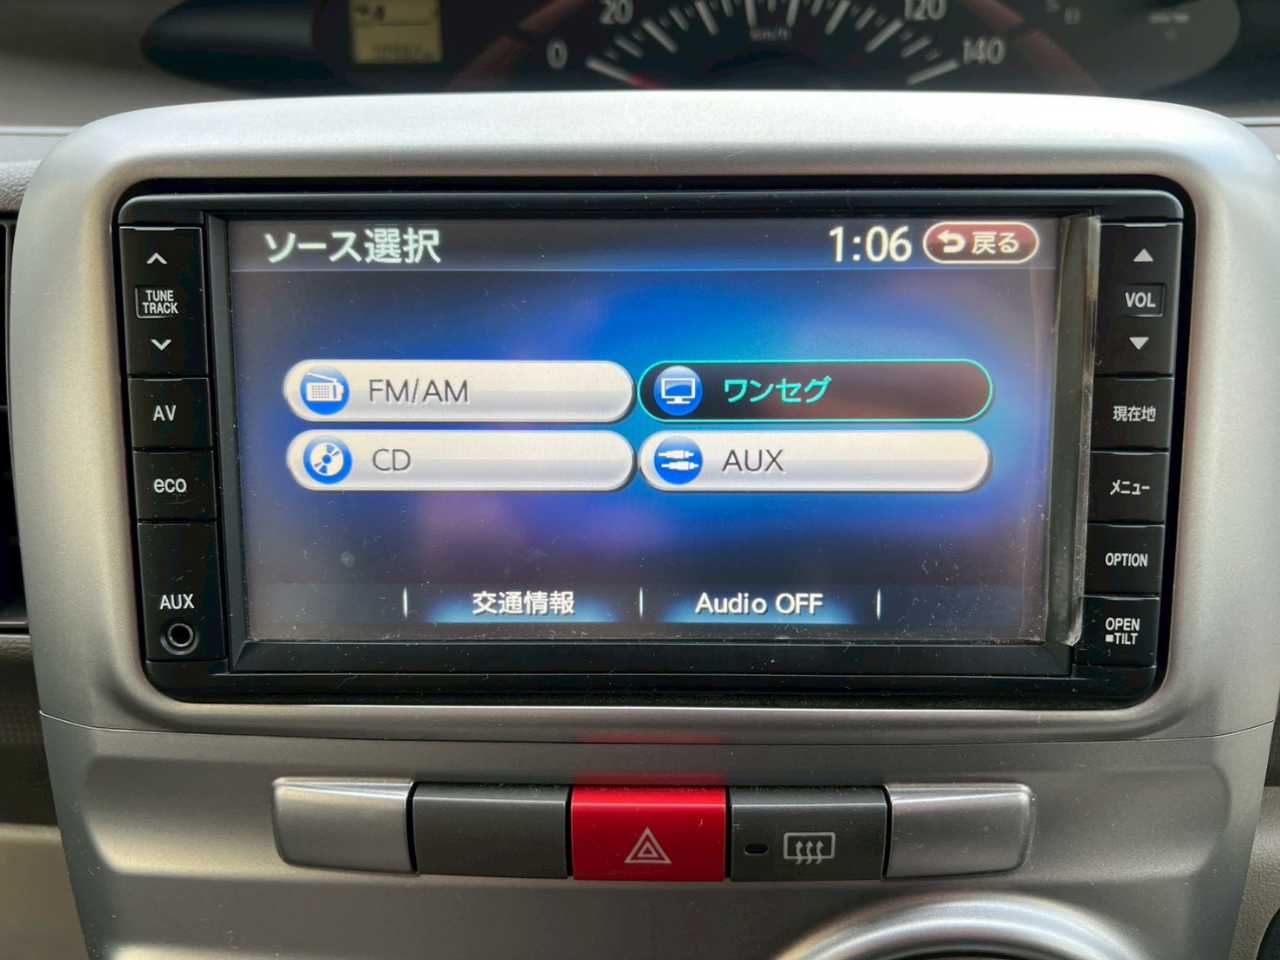 20
120
0
km/h
140
ソース選択
1:06
戻る
TUNE
TRACK
VOL
FM/AM
ワンセグ
AV
現在地
CD
AUX
eco
メニュー
OPTION
AUX
交通情報
Audio OFF
OPEN
■TILT